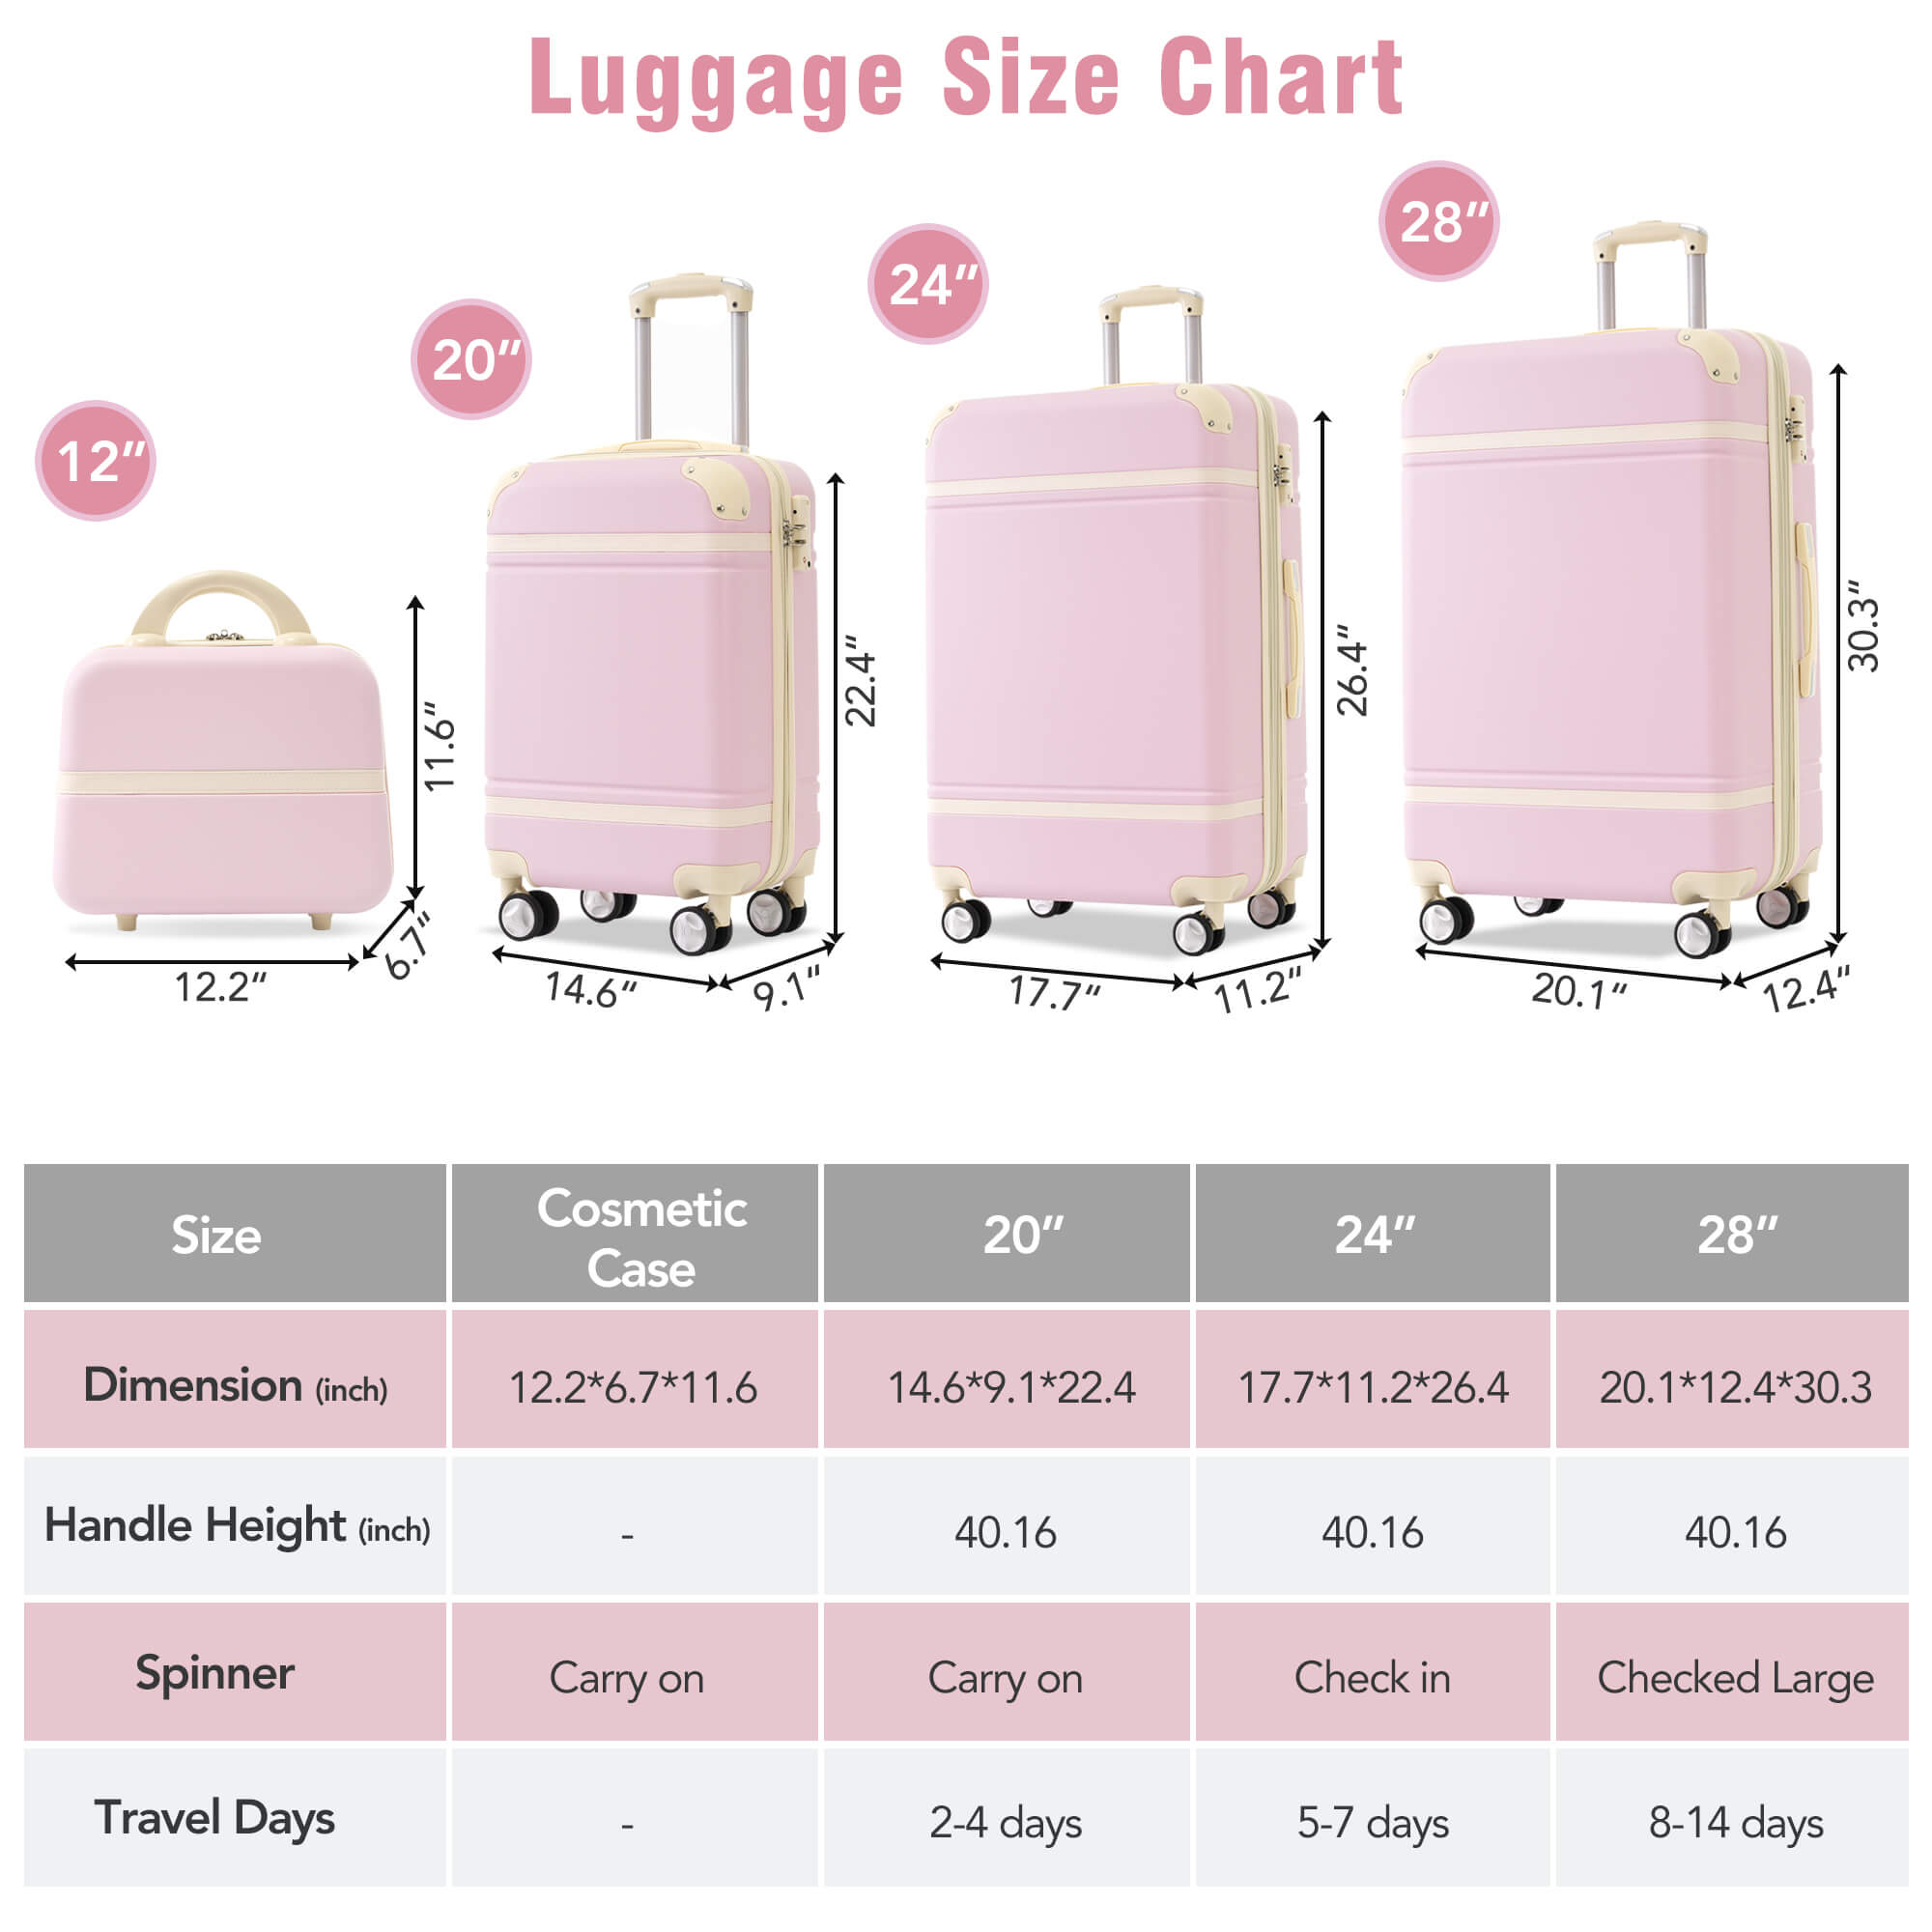 Luggage Size Chart
12”
20”
24”
28”
11.6”
12.2”
6.7”
22.4”
14.6”
9.1”
26.4”
17.7”
11.2”
30.3”
20.1”
12.4”
Size
Cosmetic
Case
20”
24”
28”
Dimension (inch)
12.2*6.7*11.6
14.6*9.1*22.4
17.7*11.2*26.4
20.1*12.4*30.3
Handle Height (inch)
-
40.16
40.16
40.16
Spinner
Carry on
Carry on
Check in
Checked Large
Travel Days
-
2-4 days
5-7 days
8-14 days